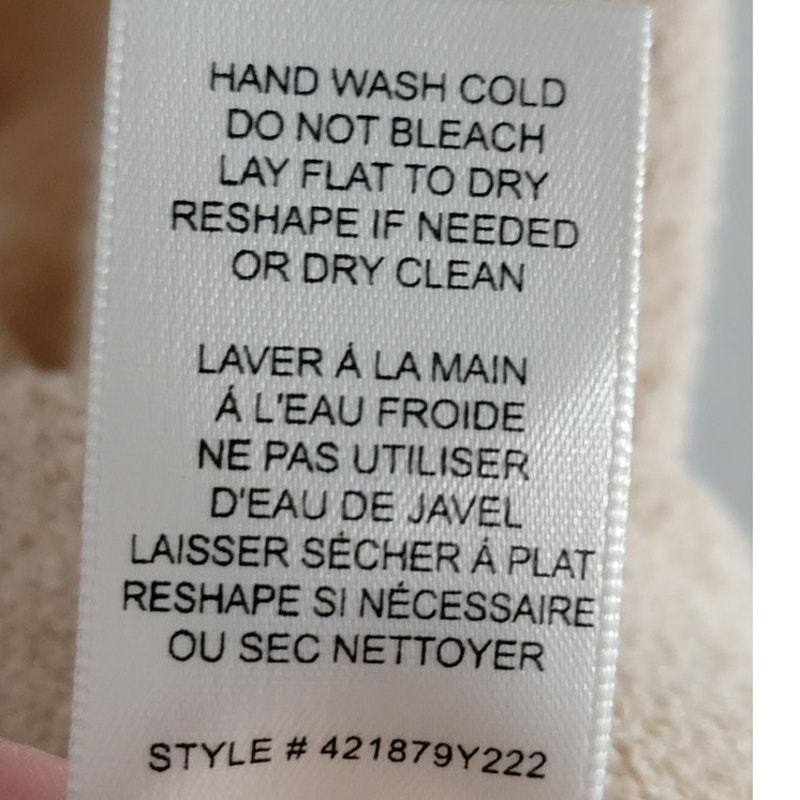 HAND WASH COLD
DO NOT BLEACH
LAY FLAT TO DRY
RESHAPE IF NEEDED
OR DRY CLEAN
LAVER Á LA MAIN
Á L'EAU FROIDE
NE PAS UTILISER
D'EAU DE JAVEL
LAISSER SÉCHER Á PLAT
RESHAPE SI NÉCESSAIRE
OU SEC NETTOYER
STYLE # 421879Y222